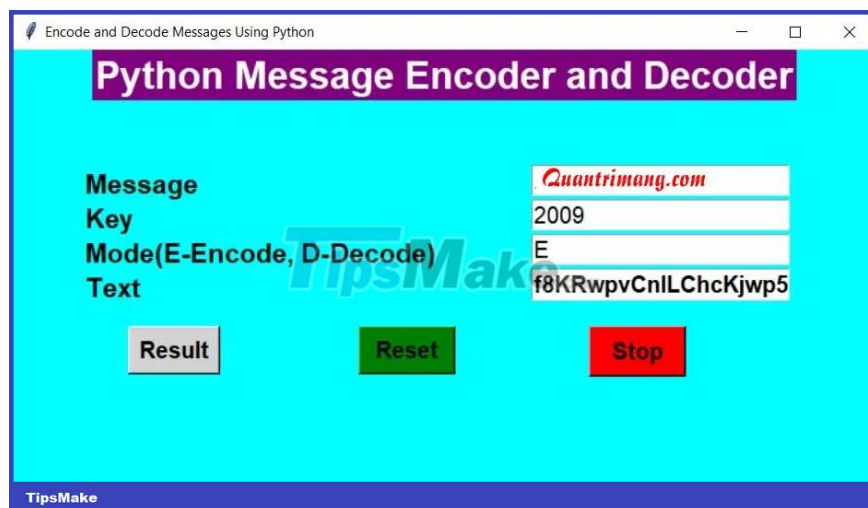 Encode and Decode Messages Using Python
Python Message Encoder and Decoder
Message Quantrimang.com
Key 2009
Mode(E-Encode, D-Decode) E
Text f8KRwpvCnlLChcKjwp5
TipsMake
Result Reset Stop
TipsMake